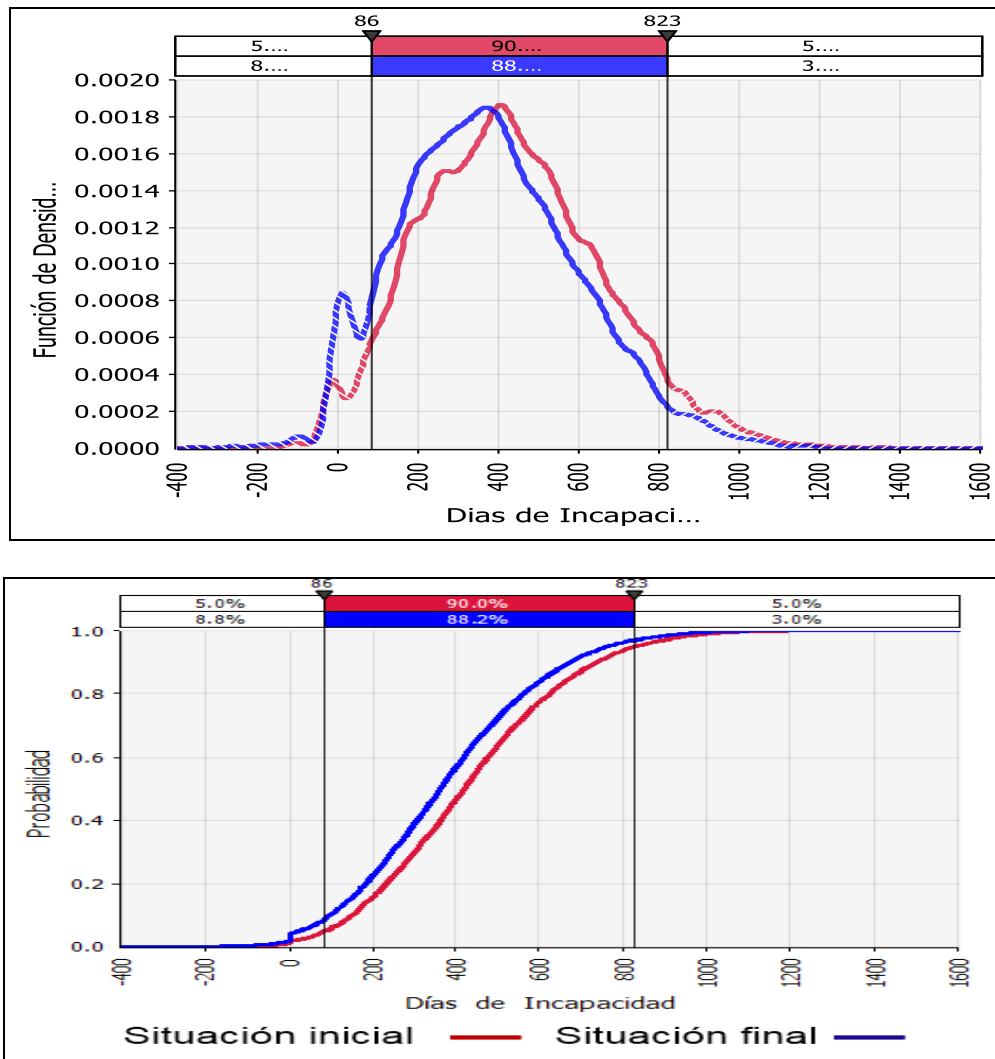 86 823
5.... 90.... 5....
8.... 88.... 3....
0.0020
0.0018
0.0016
0.0014
0.0012
0.0010
0.0008
0.0006
0.0004
0.0002
0.0000
Función de Densid...
-400 -200 0 200 400 600 800 1000 1200 1400 1600
Dias de Incapaci...
86 823
5.0% 90.0% 5.0%
8.8% 88.2% 3.0%
1.0
0.8
0.6
0.4
0.2
0.0
Probabilidad
-400 -200 0 200 400 600 800 1000 1200 1400 1600
Días de Incapacidad
Situación inicial Situación final